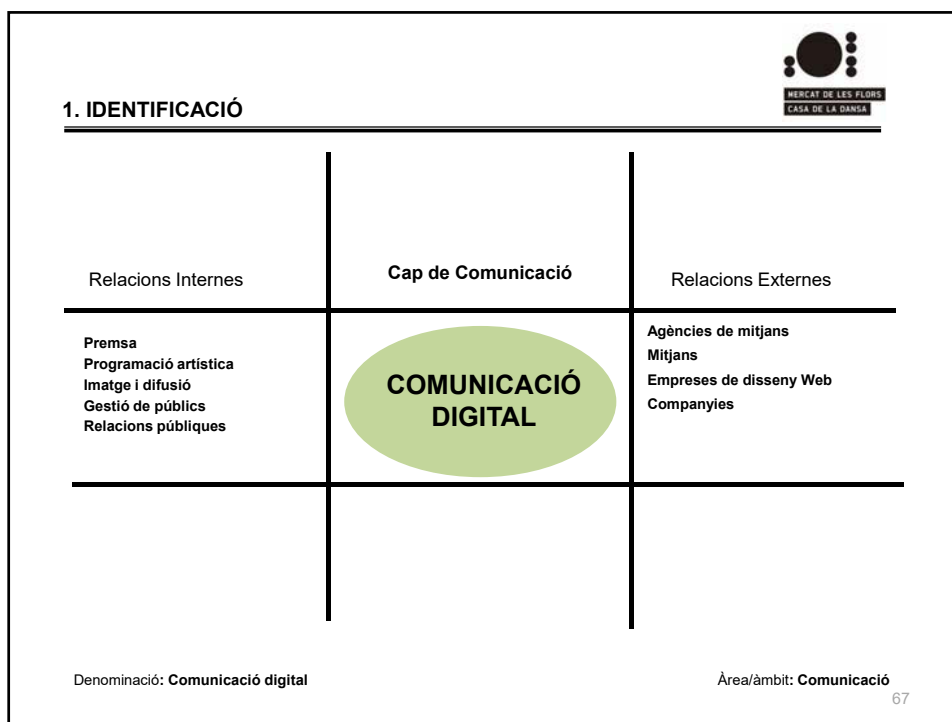 MERCAT DE LES FLORS
CASA DE LA DANSA
1. IDENTIFICACIÓ
Relacions Internes
Cap de Comunicació
Relacions Externes
Premsa
Programació artística
Imatge i difusió
Gestió de públics
Relacions públiques
COMUNICACIÓ
DIGITAL
Agències de mitjans
Mitjans
Empreses de disseny Web
Companyies
Denominació: Comunicació digital
Àrea/àmbit: Comunicació
67